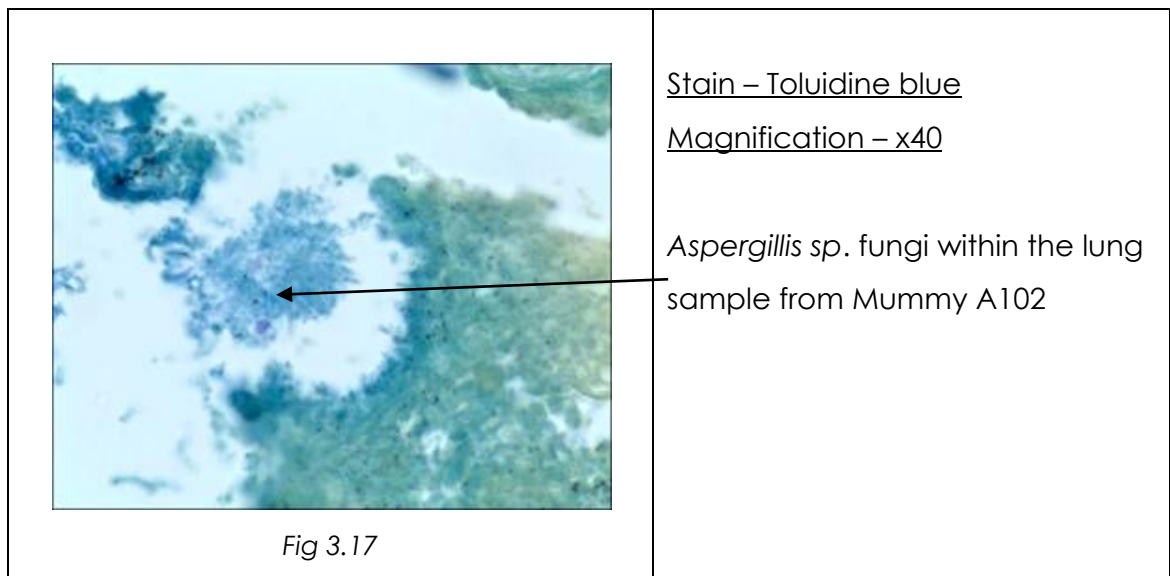 Stain – Toluidine blue
Magnification – x40
Aspergillis sp. fungi within the lung
sample from Mummy A102
Fig 3.17